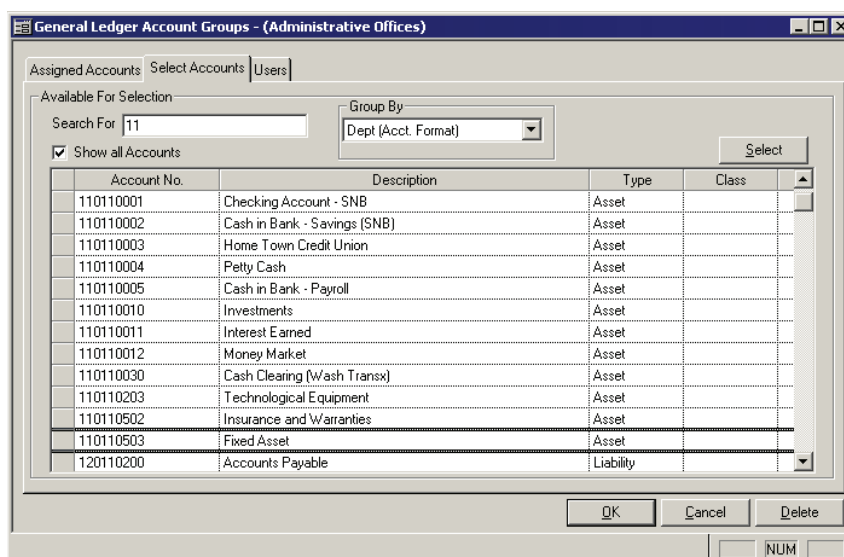 General Ledger Account Groups - (Administrative Offices)
Assigned Accounts Select Accounts Users
Available For Selection
Search For 11
Group By
Dept (Acct. Format)
Show all Accounts
Select
Account No. Description Type Class
110110001 Checking Account - SNB Asset
110110002 Cash in Bank - Savings (SNB) Asset
110110003 Home Town Credit Union Asset
110110004 Petty Cash Asset
110110005 Cash in Bank - Payroll Asset
110110010 Investments Asset
110110011 Interest Earned Asset
110110012 Money Market Asset
110110030 Cash Clearing (Wash Transx) Asset
110110203 Technological Equipment Asset
110110502 Insurance and Warranties Asset
110110503 Fixed Asset Asset
120110200 Accounts Payable Liability
OK Cancel Delete
NUM